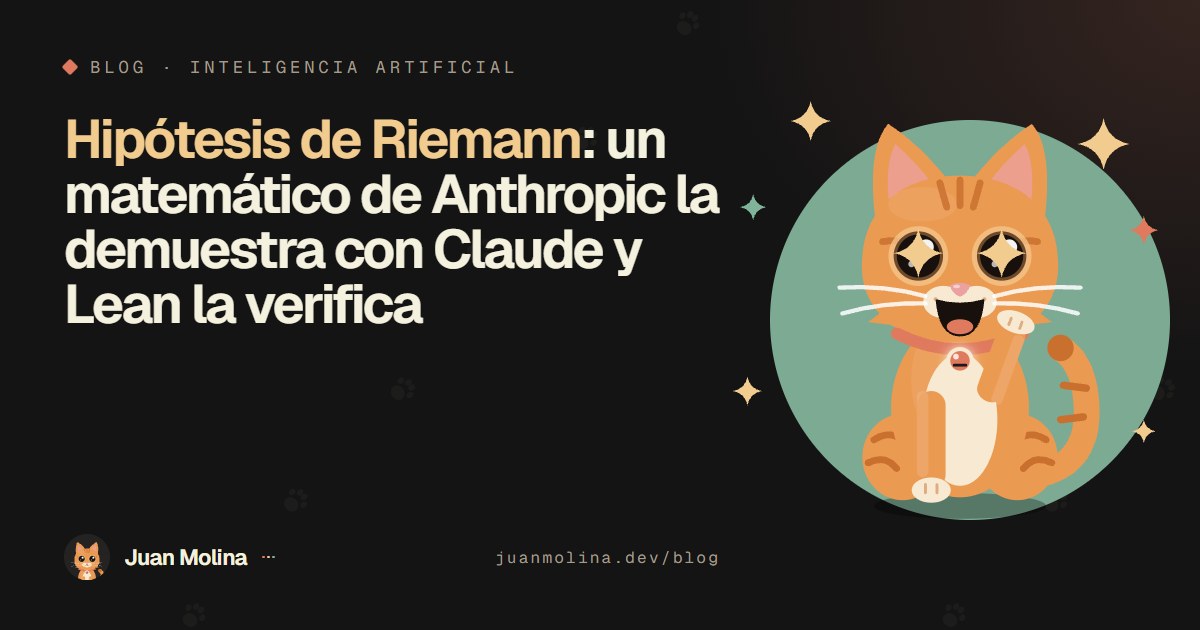 BLOG · INTELIGENCIA ARTIFICIAL
Hipótesis de Riemann: un
matemático de Anthropic la
demuestra con Claude y
Lean la verifica
Juan Molina
juanmolina.dev/blog